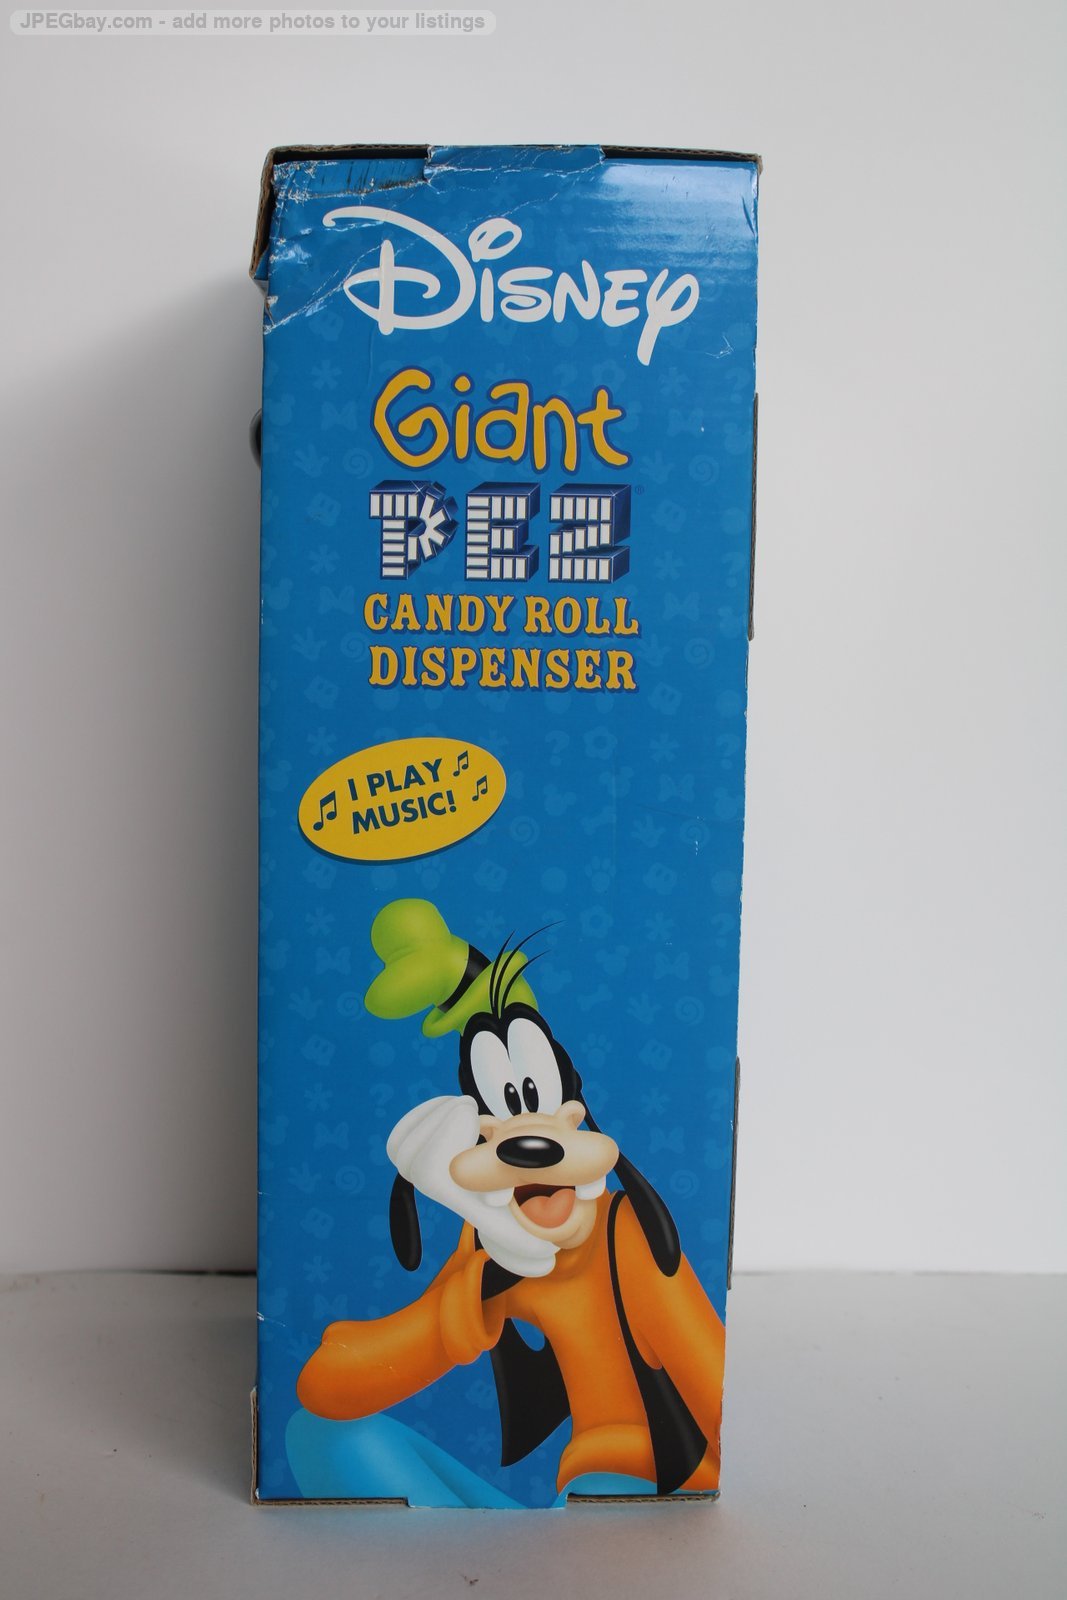 JPEGbay.com - add more photos to your listings
Disney
Giant
PEZ®
CANDY ROLL
DISPENSER
I PLAY
MUSIC!